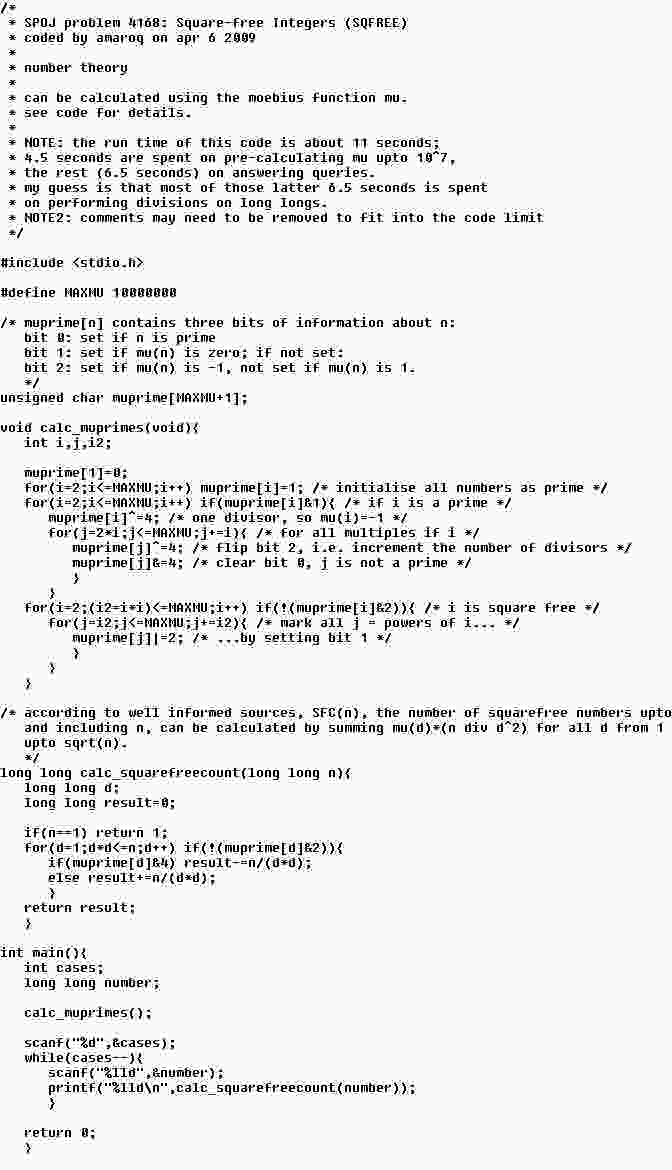 /*
 * SPOJ problem 4168: Square-free Integers (SQFREE)
 * coded by amaroq on apr 6 2009
 *
 * number theory
 *
 * can be calculated using the moebius function mu.
 * see code for details.
 *
 * NOTE: the run time of this code is about 11 seconds;
 * 4.5 seconds are spent on pre-calculating mu upto 10^7,
 * the rest (6.5 seconds) on answering queries.
 * my guess is that most of those latter 6.5 seconds is spent
 * on performing divisions on long longs.
 * NOTE2: comments may need to be removed to fit into the code limit
 */

#include <stdio.h>

#define MAXMU 10000000

/* muprime[n] contains three bits of information about n:
   bit 0: set if n is prime
   bit 1: set if mu(n) is zero; if not set:
   bit 2: set if mu(n) is -1, not set if mu(n) is 1.
   */
unsigned char muprime[MAXMU+1];

void calc_muprimes(void){
   int i,j,i2;

   muprime[1]=0;
   for(i=2;i<=MAXMU;i++) muprime[i]=1; /* initialise all numbers as prime */
   for(i=2;i<=MAXMU;i++) if(muprime[i]&1){ /* if i is a prime */
      muprime[i]^=4; /* one divisor, so mu(i)=-1 */
      for(j=2*i;j<=MAXMU;j+=i){ /* for all multiples if i */
         muprime[j]^=4; /* flip bit 2, i.e. increment the number of divisors */
         muprime[j]&=4; /* clear bit 0, j is not a prime */
         }
      }
   for(i=2;(i2=i*i)<=MAXMU;i++) if(!(muprime[i]&2)){ /* i is square free */
      for(j=i2;j<=MAXMU;j+=i2){ /* mark all j = powers of i... */
         muprime[j]|=2; /* ...by setting bit 1 */
         }
      }
   }

/* according to well informed sources, SFC(n), the number of squarefree numbers upto
   and including n, can be calculated by summing mu(d)*(n div d^2) for all d from 1
   upto sqrt(n).
   */
long long calc_squarefreecount(long long n){
   long long d;
   long long result=0;

   if(n==1) return 1;
   for(d=1;d*d<=n;d++) if(!(muprime[d]&2)){
      if(muprime[d]&4) result-=n/(d*d);
      else result+=n/(d*d);
      }
   return result;
   }

int main(){
   int cases;
   long long number;

   calc_muprimes();

   scanf("%d",&cases);
   while(cases--){
      scanf("%lld",&number);
      printf("%lld\n",calc_squarefreecount(number));
      }

   return 0;
   }